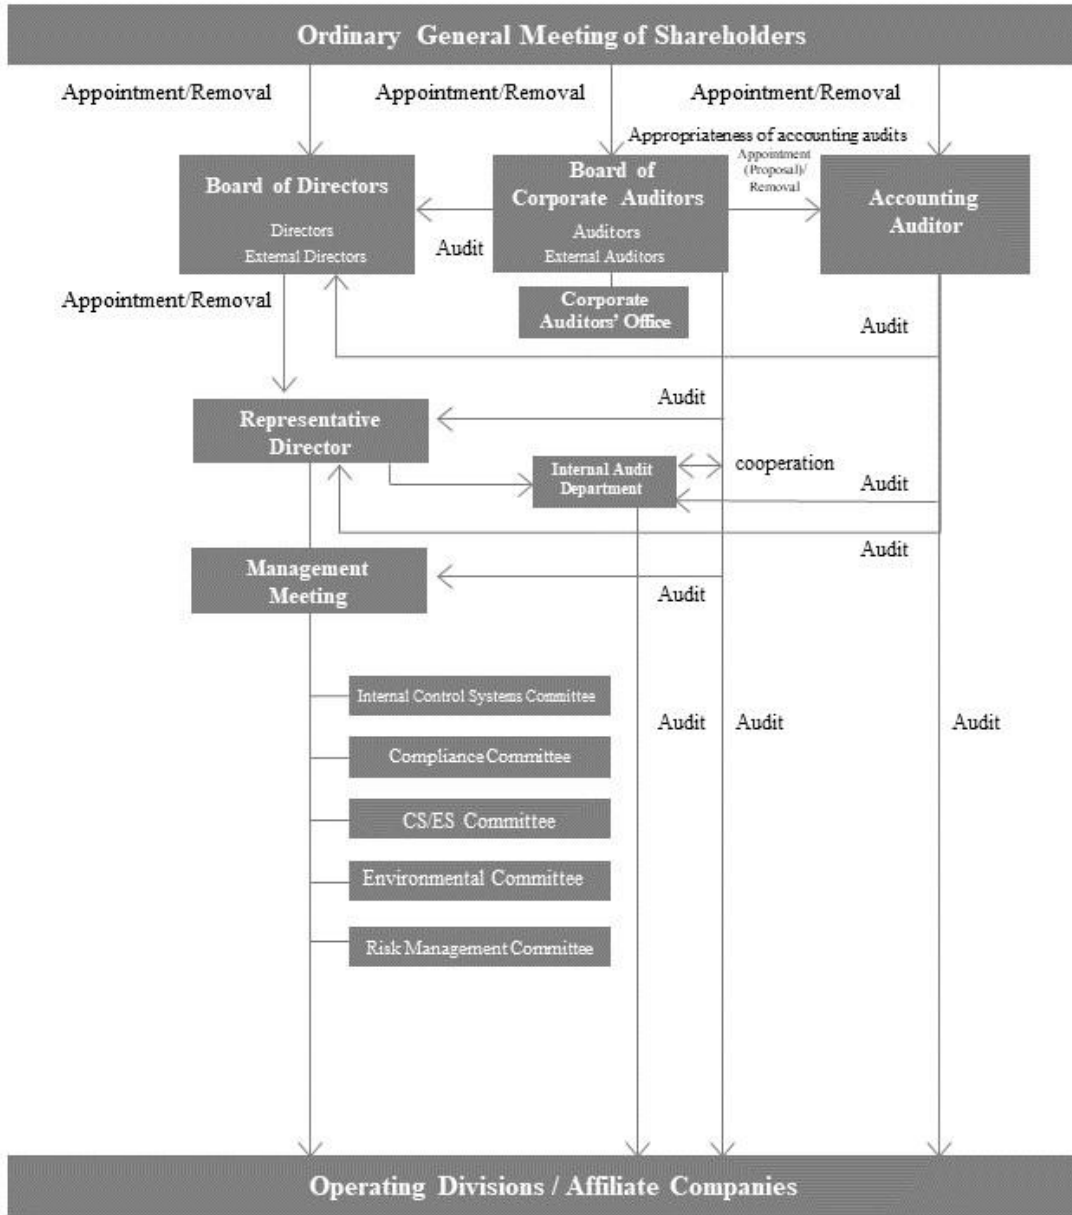 Ordinary General Meeting of Shareholders
Appointment/Removal
Appointment/Removal
Appointment/Removal
Appropriateness of accounting audits
Appointment
(Proposal)/
Removal
Board of Directors
Directors
External Directors
Board of
Corporate Auditors
Auditors
External Auditors
Accounting
Auditor
Audit
Corporate
Auditors' Office
Appointment/Removal
Audit
Audit
Representative
Director
Internal Audit
Department
cooperation
Audit
Audit
Management
Meeting
Audit
Internal Control Systems Committee
Compliance Committee
CS/ES Committee
Environmental Committee
Risk Management Committee
Audit
Audit
Audit
Operating Divisions / Affiliate Companies